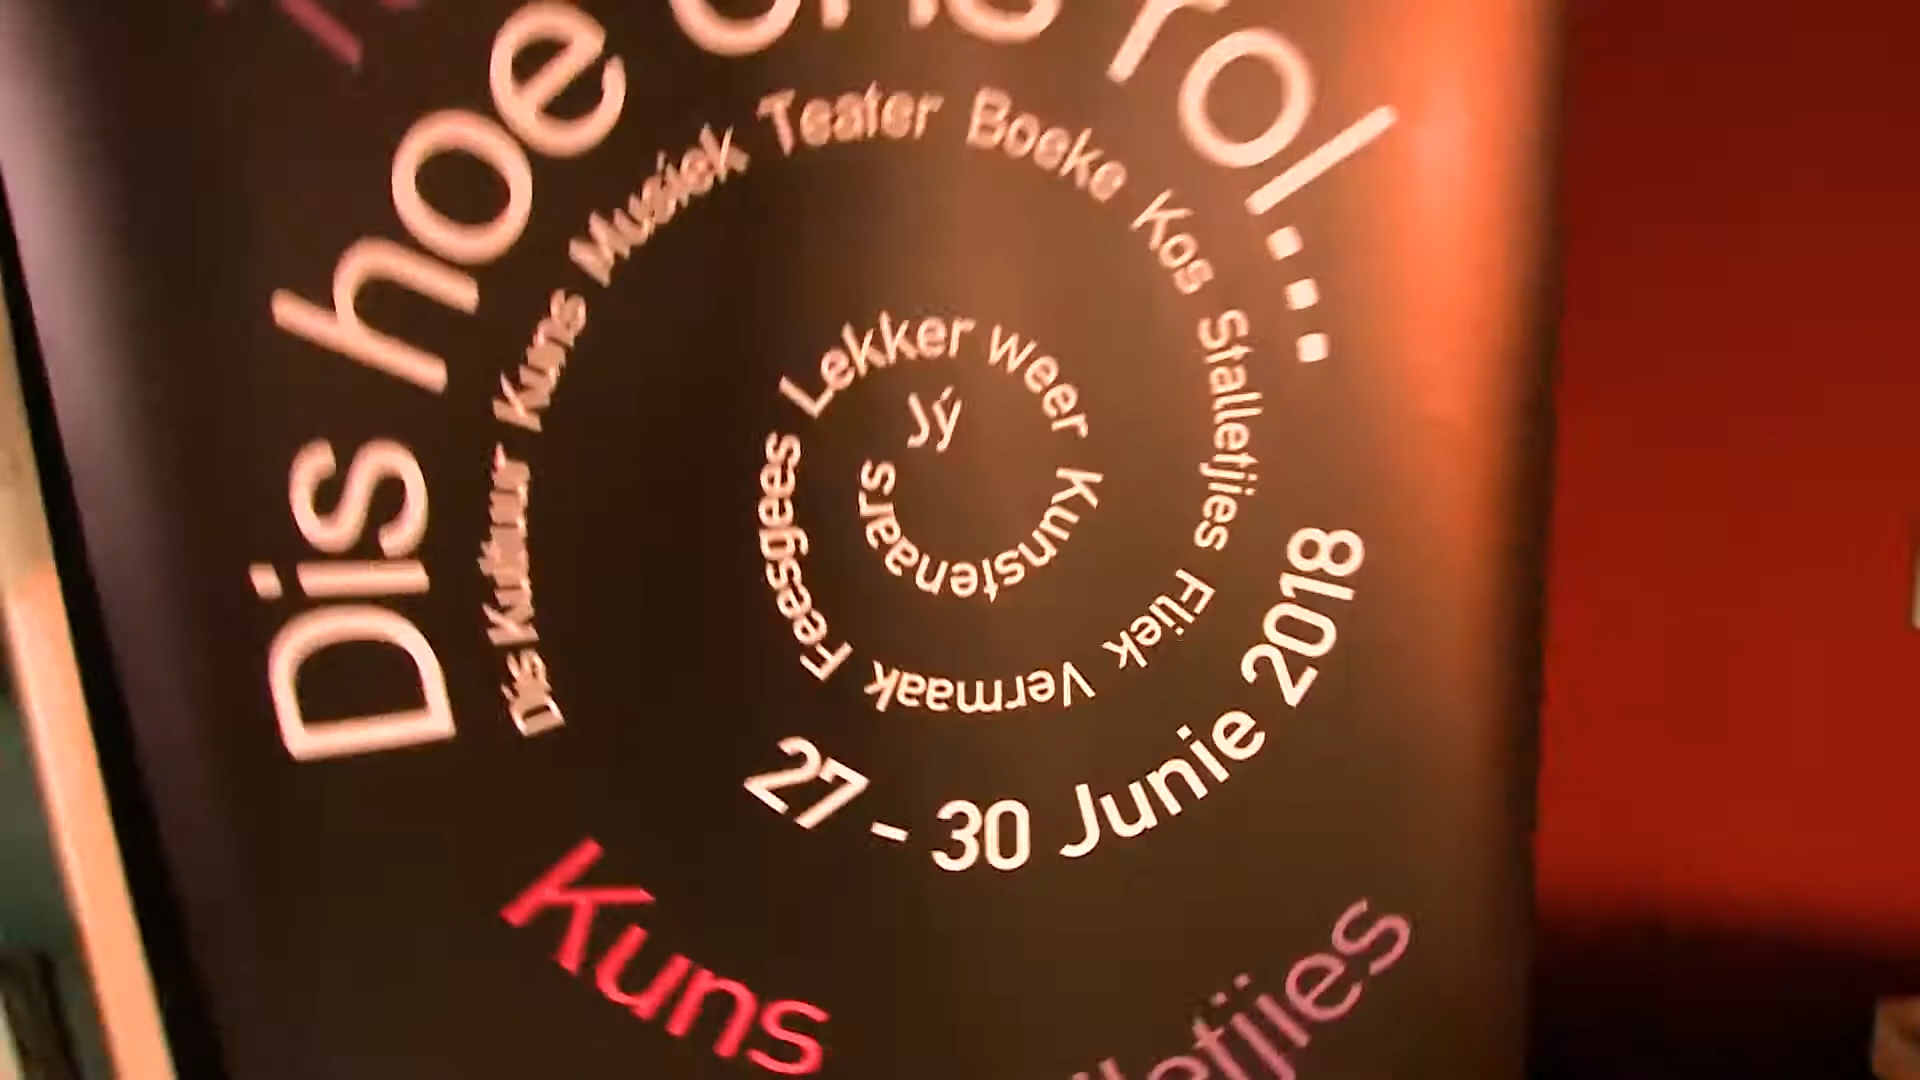 Dis hoe ons rol...
Dis Kultuur Kuns Musiek Teater Boeke Kos Stalletjies Fliek Vermaak Feesgees Lekker weer Kunstenaars Jý
27 - 30 Junie 2018
Kuns